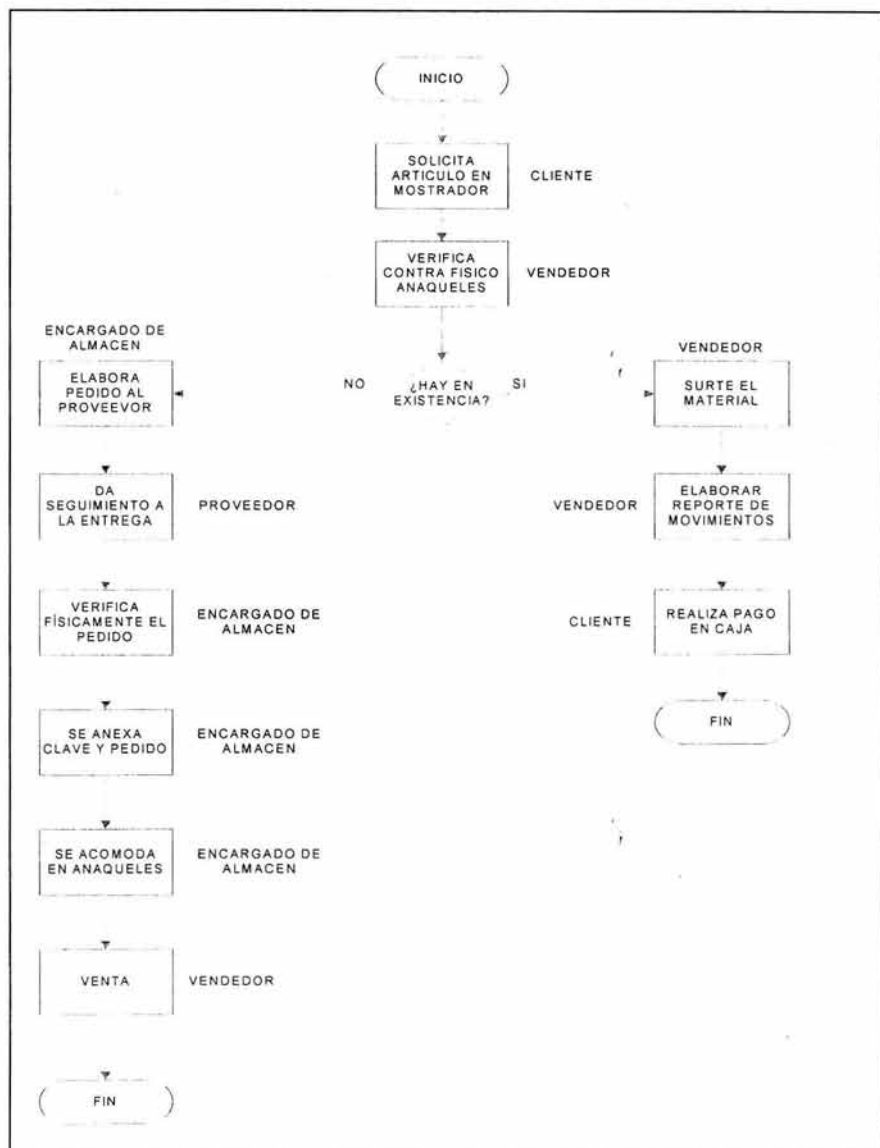 INICIO
SOLICITA
ARTICULO EN
MOSTRADOR
CLIENTE
VERIFICA
CONTRA FISICO
ANAQUELES
VENDEDOR
¿HAY EN
EXISTENCIA?
NO
SI
ENCARGADO DE
ALMACEN
ELABORA
PEDIDO AL
PROVEEVOR
DA
SEGUIMIENTO A
LA ENTREGA
PROVEEDOR
VERIFICA
FÍSICAMENTE EL
PEDIDO
ENCARGADO DE
ALMACEN
SE ANEXA
CLAVE Y PEDIDO
ENCARGADO DE
ALMACEN
SE ACOMODA
EN ANAQUELES
ENCARGADO DE
ALMACEN
VENTA
VENDEDOR
FIN
VENDEDOR
SURTE EL
MATERIAL
VENDEDOR
ELABORAR
REPORTE DE
MOVIMIENTOS
CLIENTE
REALIZA PAGO
EN CAJA
FIN